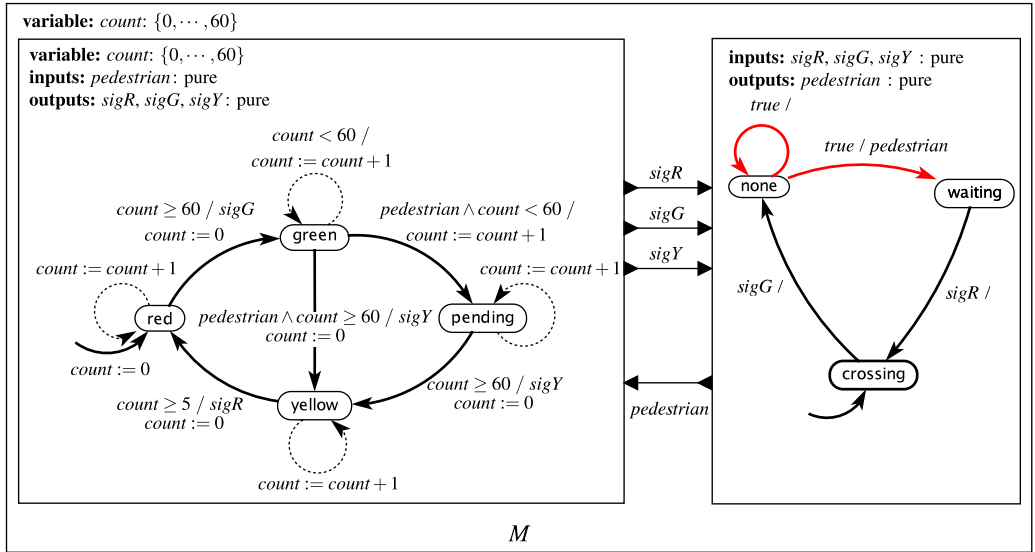 variable: count: {0, ⋯ , 60}
variable: count: {0, ⋯ , 60}
inputs: pedestrian: pure
outputs: sigR, sigG, sigY: pure
count < 60 /
count := count + 1
count ≥ 60 / sigG
count := 0
green
pedestrian ∧ count < 60 /
count := count + 1
count := count + 1
count := count + 1
red
pedestrian ∧ count ≥ 60 / sigY
count := 0
pending
count := 0
count ≥ 60 / sigY
count := 0
count ≥ 5 / sigR
count := 0
yellow
count := count + 1
sigR
sigG
sigY
pedestrian
inputs: sigR, sigG, sigY : pure
outputs: pedestrian : pure
true /
true / pedestrian
none
waiting
sigG /
sigR /
crossing
M